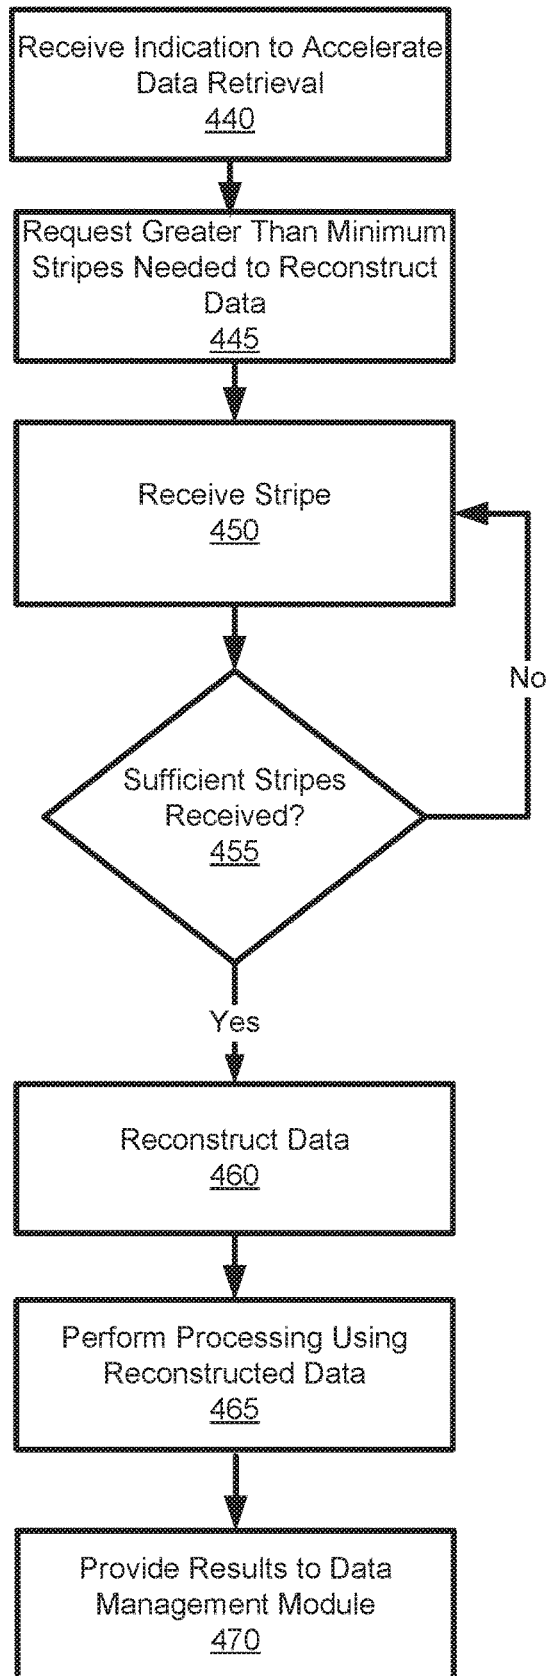 Receive Indication to Accelerate
Data Retrieval
440
Request Greater Than Minimum
Stripes Needed to Reconstruct
Data
445
Receive Stripe
450
No
Sufficient Stripes
Received?
455
Yes
Reconstruct Data
460
Perform Processing Using
Reconstructed Data
465
Provide Results to Data
Management Module
470